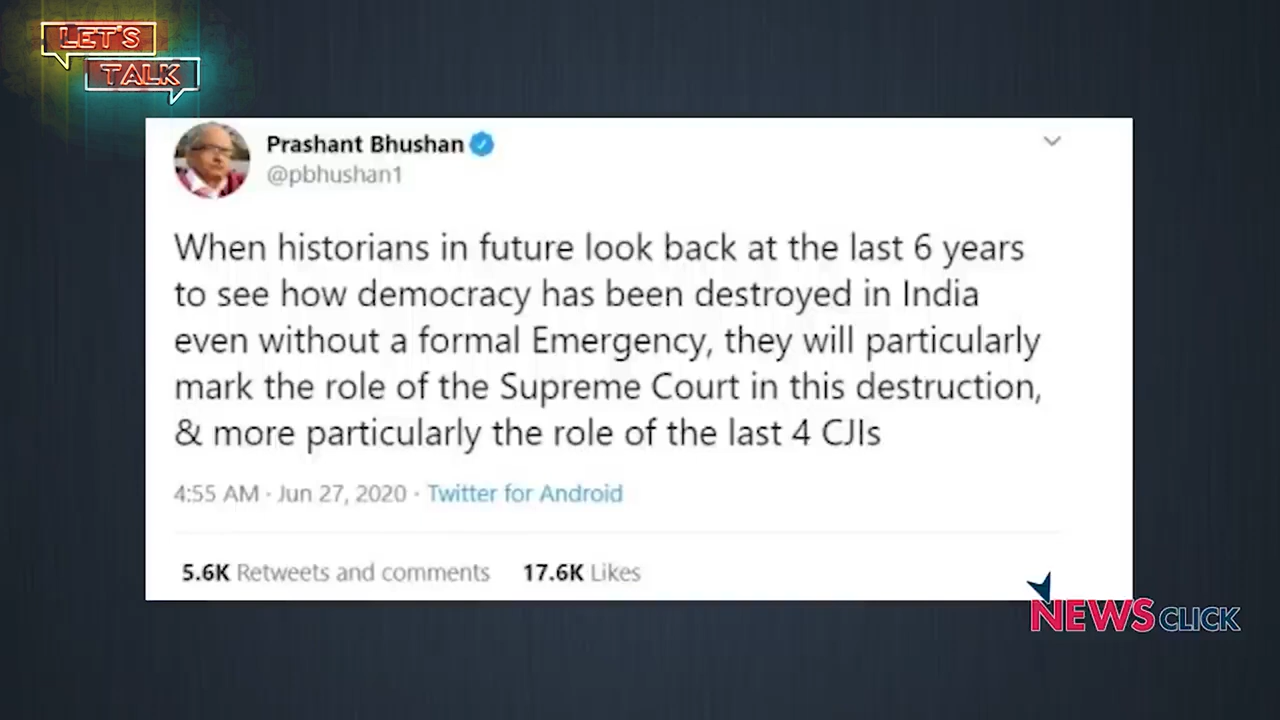 LET'S
TALK
Prashant Bhushan
@pbhushan1
When historians in future look back at the last 6 years
to see how democracy has been destroyed in India
even without a formal Emergency, they will particularly
mark the role of the Supreme Court in this destruction,
& more particularly the role of the last 4 CJIs
4:55 AM · Jun 27, 2020 · Twitter for Android
5.6K Retweets and comments 17.6K Likes
NEWSCLICK